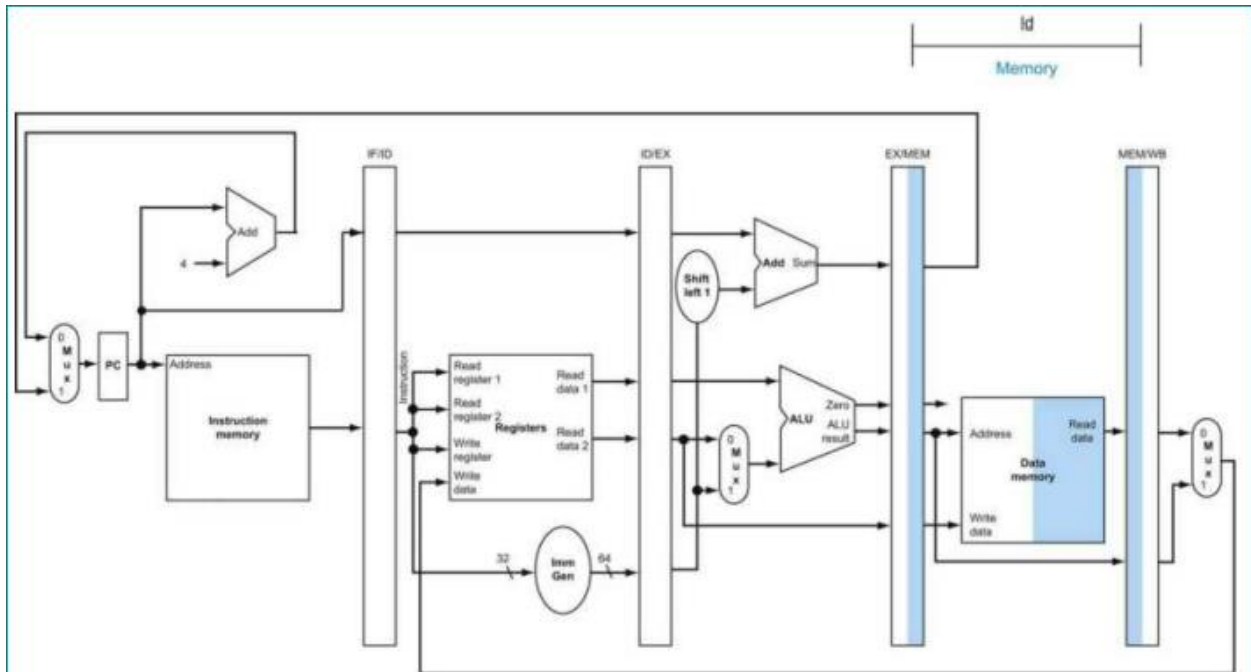 ld
Memory
IF/ID
ID/EX
EX/MEM
MEM/WB
Add
4
Add Sum
Shift
left 1
0
M
u
x
1
PC
Address
Instruction
memory
Instruction
Read
register 1
Read
register 2
Write
register
Write
data
Registers
Read
data 1
Read
data 2
0
M
u
x
1
ALU
Zero
ALU
result
Address
Write
data
Data
memory
Read
data
0
M
u
x
1
32
Imm
Gen
64